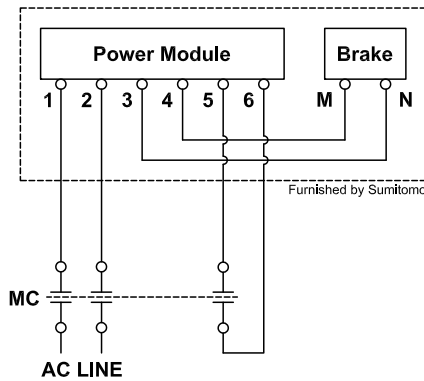 Power Module
Brake
1 2 3 4 5 6 M N
Furnished by Sumitomo
MC
AC LINE